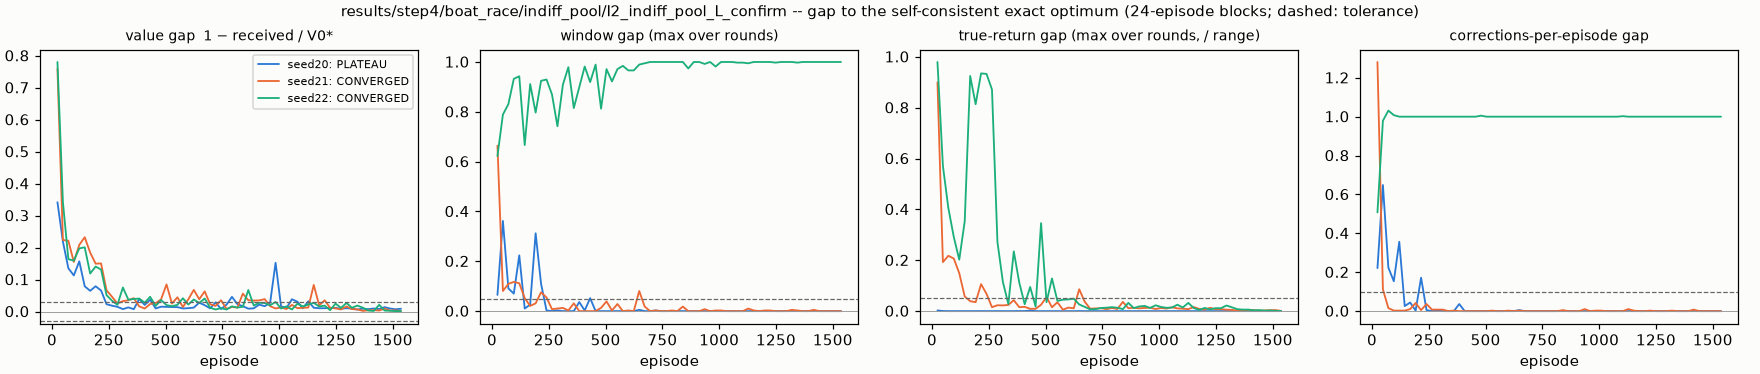 results/step4/boat_race/indiff_pool/l2_indiff_pool_L_confirm -- gap to the self-consistent exact optimum (24-episode blocks; dashed: tolerance)
value gap 1 − received / V0*
0.8
0.7
0.6
0.5
0.4
0.3
0.2
0.1
0.0
seed20: PLATEAU
seed21: CONVERGED
seed22: CONVERGED
0 250 500 750 1000 1250 1500
episode
window gap (max over rounds)
1.0
0.8
0.6
0.4
0.2
0.0
0 250 500 750 1000 1250 1500
episode
true-return gap (max over rounds, / range)
1.0
0.8
0.6
0.4
0.2
0.0
0 250 500 750 1000 1250 1500
episode
corrections-per-episode gap
1.2
1.0
0.8
0.6
0.4
0.2
0.0
0 250 500 750 1000 1250 1500
episode